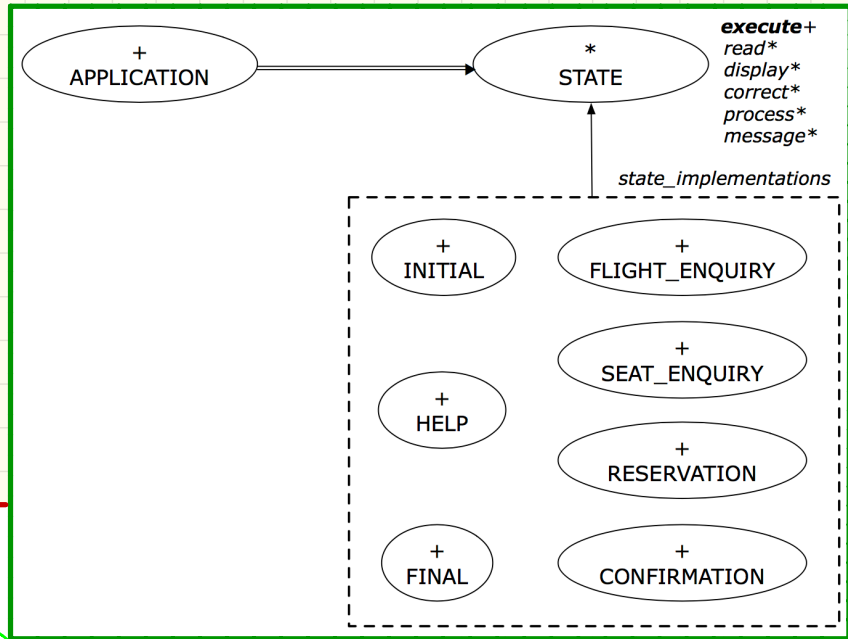 +
APPLICATION
*
STATE
execute+
read*
display*
correct*
process*
message*
state_implementations
+
INITIAL
+
FLIGHT_ENQUIRY
+
SEAT_ENQUIRY
+
HELP
+
RESERVATION
+
FINAL
+
CONFIRMATION